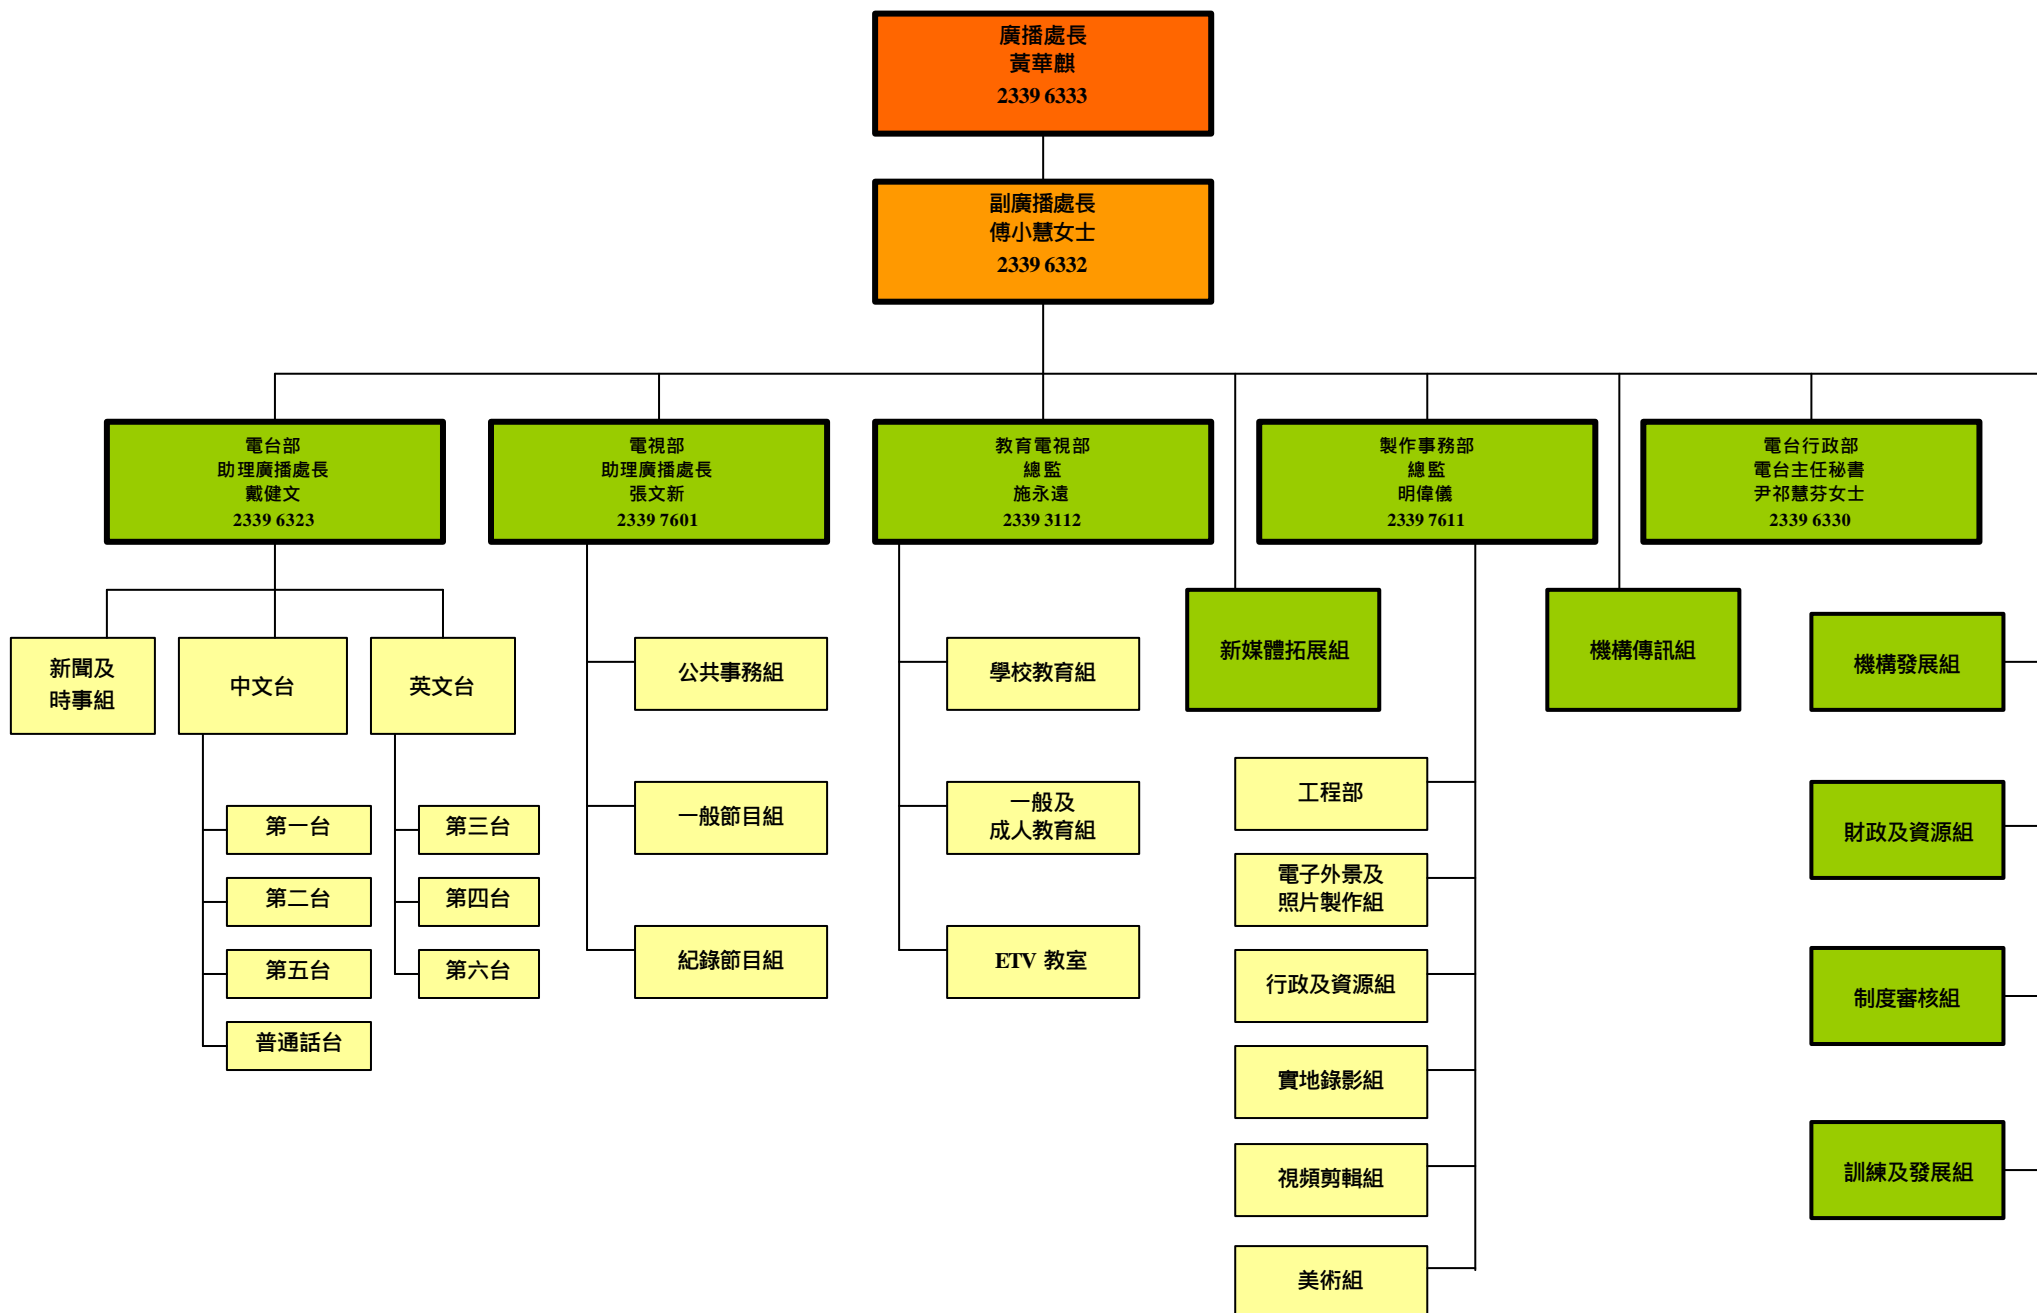 廣播處長
黃華麒
2339 6333
副廣播處長
傅小慧女士
2339 6332
電台部
助理廣播處長
戴健文
2339 6323
電視部
助理廣播處長
張文新
2339 7601
教育電視部
總監
施永遠
2339 3112
製作事務部
總監
明偉儀
2339 7611
電台行政部
電台主任秘書
尹祁慧芬女士
2339 6330
新聞及
時事組
中文台
英文台
公共事務組
學校教育組
新媒體拓展組
機構傳訊組
機構發展組
第一台
第二台
第五台
普通話台
第三台
第四台
第六台
一般節目組
紀錄節目組
一般及
成人教育組
ETV 教室
工程部
電子外景及
照片製作組
行政及資源組
實地錄影組
視頻剪輯組
美術組
財政及資源組
制度審核組
訓練及發展組